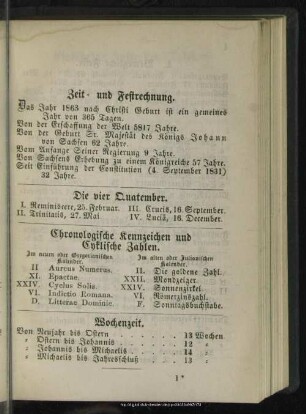 Zeit- und Festrechnung.
Das Jahr 1863 nach Christi Geburt ist ein gemeines
Jahr von 365 Tagen.
Von der Erschaffung der Welt 5817 Jahre.
Von der Geburt Sr. Majestät des Königs Johann
von Sachsen 62 Jahre
Vom Anfange Seiner Regierung 9 Jahre.
Von Sachsens Erhebung zu einem Königreiche 57 Jahre.
Seit Einführung der Constitution (4. September 1831)
32 Jahre.
Die vier Quatember.
I. Reminiscere, 25. Februar. III. Crucis, 16. September.
II. Trinitatis, 27. Mai. IV. Luciä, 16. December.
Chronologische Kennzeichen und
Cyklische Zahlen.
Im neuen oder Gregorianischen Kalender. Im alten oder Julianischen Kalender.
II Aureus Numerus. II. Die goldene Zahl.
XI. Epactae. XXII. Mondzeiger.
XXIV. Cyclus Solis. XXIV. Sonnenzirkel.
VI. Indictio Romana. VI. Römerzinszahl.
D. Litterae Dominic. F. Sonntagsbuchstabe.
Wochenzeit.
Von Neujahr bis Ostern 13 Wochen
" Ostern bis Johannis 12 "
" Johannis bis Michaelis 14 "
" Michaelis bis Jahresschluß 13 "
1*